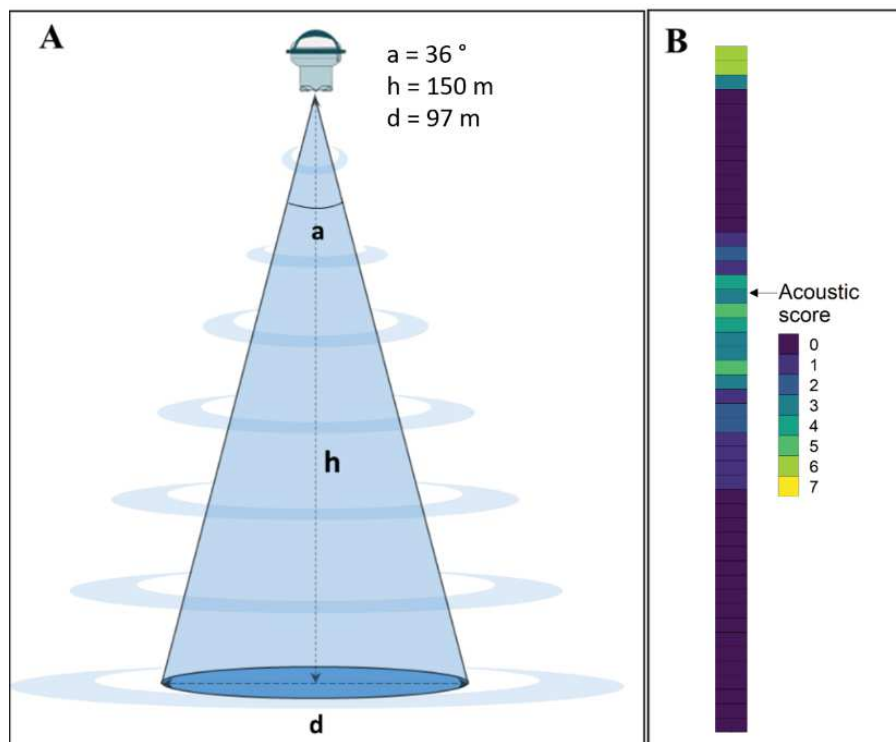 A
a = 36 °
h = 150 m
d = 97 m
a
h
d
B
Acoustic
score
0
1
2
3
4
5
6
7